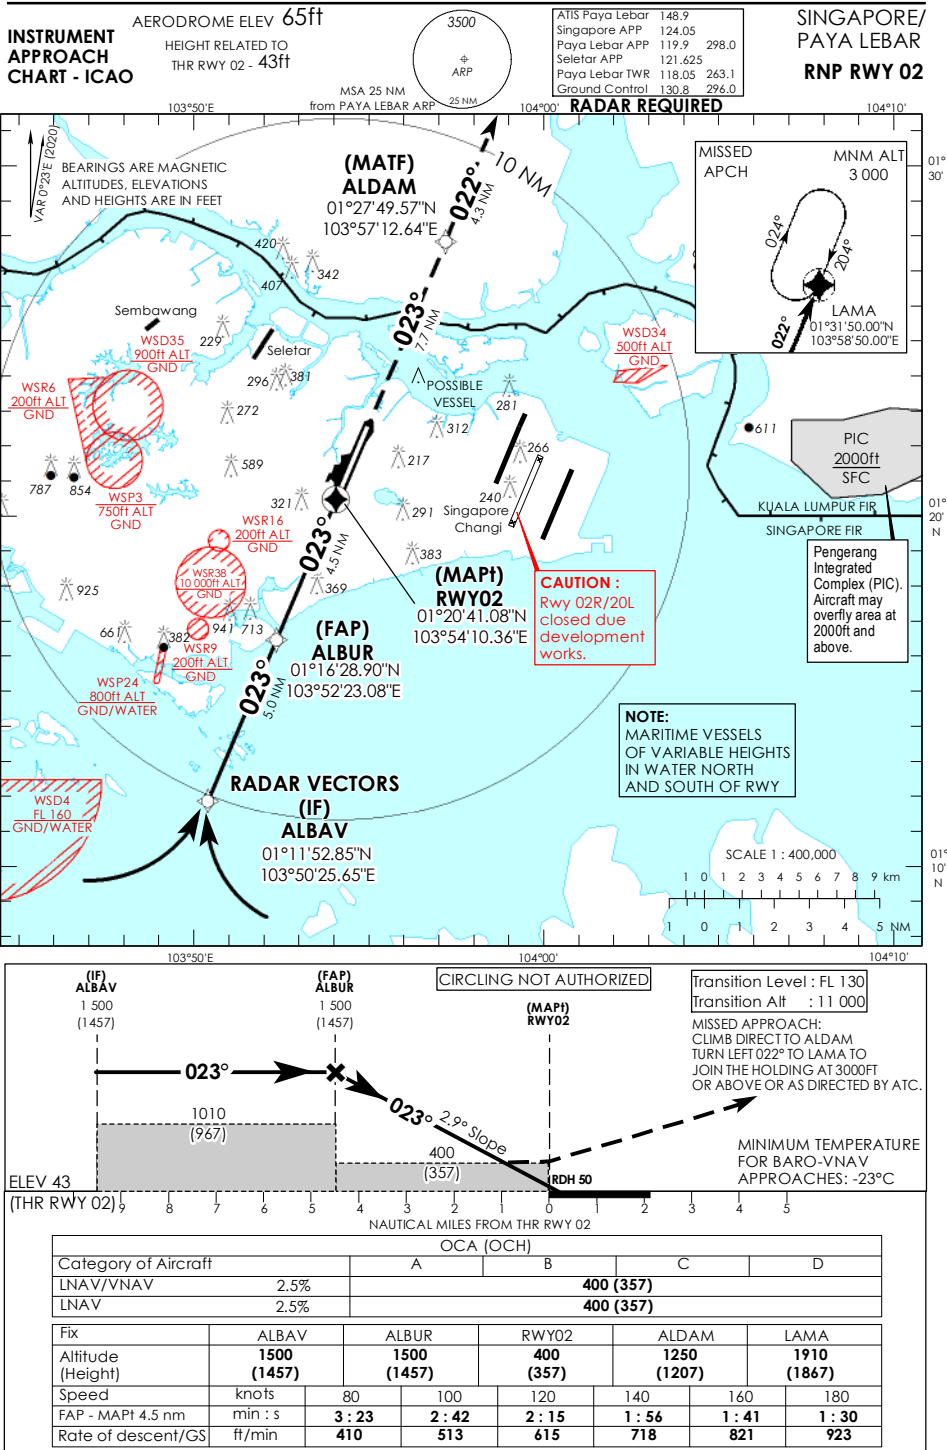 INSTRUMENT
APPROACH
CHART - ICAO
AERODROME ELEV 65ft
HEIGHT RELATED TO
THR RWY 02 - 43ft
3500
ARP
25 NM
MSA 25 NM
from PAYA LEBAR ARP
ATIS Paya Lebar 148.9
Singapore APP 124.05
Paya Lebar APP 119.9 298.0
Seletar APP 121.625
Paya Lebar TWR 118.05 263.1
Ground Control 130.8 296.0
RADAR REQUIRED
SINGAPORE/
PAYA LEBAR
RNP RWY 02
103°50'
104°00'
104°10'
VAR 0°23'E (2020)
BEARINGS ARE MAGNETIC
ALTITUDES, ELEVATIONS
AND HEIGHTS ARE IN FEET
(MATF)
ALDAM
01°27'49.57"N
103°57'12.64"E
022°
4.3 NM
10 NM
MISSED
APCH
MNM ALT
3 000
024°
204°
022°
LAMA
01°31'50.00"N
103°58'50.00"E
01°
30'
420
407
342
Sembawang
229
Seletar
023°
7.7 NM
WSD35
900ft ALT
GND
WSR6
200ft ALT
GND
296
381
POSSIBLE
VESSEL
WSD34
500ft ALT
GND
281
272
312
611
PIC
2000ft
SFC
589
217
266
787
854
WSP3
750ft ALT
GND
321
240
291
Singapore
Changi
KUALA LUMPUR FIR
SINGAPORE FIR
01°
20'
N
WSR16
200ft ALT
GND
023°
4.5 NM
383
WSR38
10 000ft ALT
GND
925
369
(MAPt)
RWY02
01°20'41.08"N
103°54'10.36"E
CAUTION :
Rwy 02R/20L
closed due
development
works.
Pengerang
Integrated
Complex (PIC).
Aircraft may
overfly area at
2000ft and
above.
661
382
941
713
WSR9
200ft ALT
GND
(FAP)
ALBUR
01°16'28.90"N
103°52'23.08"E
WSP24
800ft ALT
GND/WATER
023°
5.0 NM
NOTE:
MARITIME VESSELS
OF VARIABLE HEIGHTS
IN WATER NORTH
AND SOUTH OF RWY
WSD4
FL 160
GND/WATER
RADAR VECTORS
(IF)
ALBAV
01°11'52.85"N
103°50'25.65"E
SCALE 1 : 400,000
1 0 1 2 3 4 5 6 7 8 9 km
1 0 1 2 3 4 5 NM
01°
10'
N
103°50'
104°00'
104°10'
(IF)
ALBAV
1 500
(1457)
(FAP)
ALBUR
1 500
(1457)
CIRCLING NOT AUTHORIZED
(MAPt)
RWY02
Transition Level : FL 130
Transition Alt : 11 000
MISSED APPROACH:
CLIMB DIRECT TO ALDAM
TURN LEFT 022° TO LAMA TO
JOIN THE HOLDING AT 3000FT
OR ABOVE OR AS DIRECTED BY ATC.
023°
023°
2.9° Slope
1010
(967)
400
(357)
RDH 50
MINIMUM TEMPERATURE
FOR BARO-VNAV
APPROACHES: -23°C
ELEV 43
(THR RWY 02)
9 8 7 6 5 4 3 2 1 0 1 2 3 4 5
NAUTICAL MILES FROM THR RWY 02
OCA (OCH)
Category of Aircraft A B C D
LNAV/VNAV 2.5% 400 (357)
LNAV 2.5% 400 (357)
Fix ALBAV ALBUR RWY02 ALDAM LAMA
Altitude 1500 1500 400 1250 1910
(Height) (1457) (1457) (357) (1207) (1867)
Speed knots 80 100 120 140 160 180
FAP - MAPt 4.5 nm min : s 3 : 23 2 : 42 2 : 15 1 : 56 1 : 41 1 : 30
Rate of descent/GS ft/min 410 513 615 718 821 923